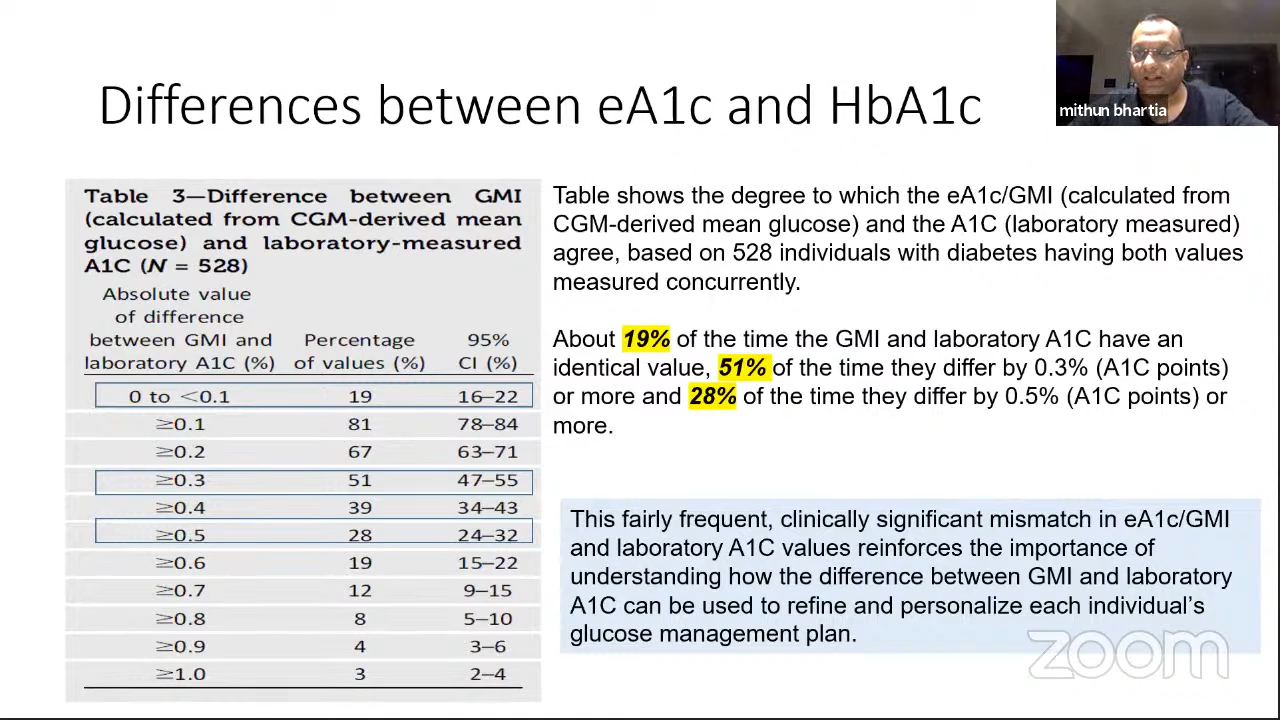 mithun bhartia
Differences between eA1c and HbA1c
Table 3—Difference between GMI
(calculated from CGM-derived mean
glucose) and laboratory-measured
A1C (N = 528)
Absolute value
of difference
between GMI and Percentage 95%
laboratory A1C (%) of values (%) CI (%)
0 to <0.1 19 16–22
≥0.1 81 78–84
≥0.2 67 63–71
≥0.3 51 47–55
≥0.4 39 34–43
≥0.5 28 24–32
≥0.6 19 15–22
≥0.7 12 9–15
≥0.8 8 5–10
≥0.9 4 3–6
≥1.0 3 2–4
Table shows the degree to which the eA1c/GMI (calculated from
CGM-derived mean glucose) and the A1C (laboratory measured)
agree, based on 528 individuals with diabetes having both values
measured concurrently.
About 19% of the time the GMI and laboratory A1C have an
identical value, 51% of the time they differ by 0.3% (A1C points)
or more and 28% of the time they differ by 0.5% (A1C points) or
more.
This fairly frequent, clinically significant mismatch in eA1c/GMI
and laboratory A1C values reinforces the importance of
understanding how the difference between GMI and laboratory
A1C can be used to refine and personalize each individual’s
glucose management plan.
zoom